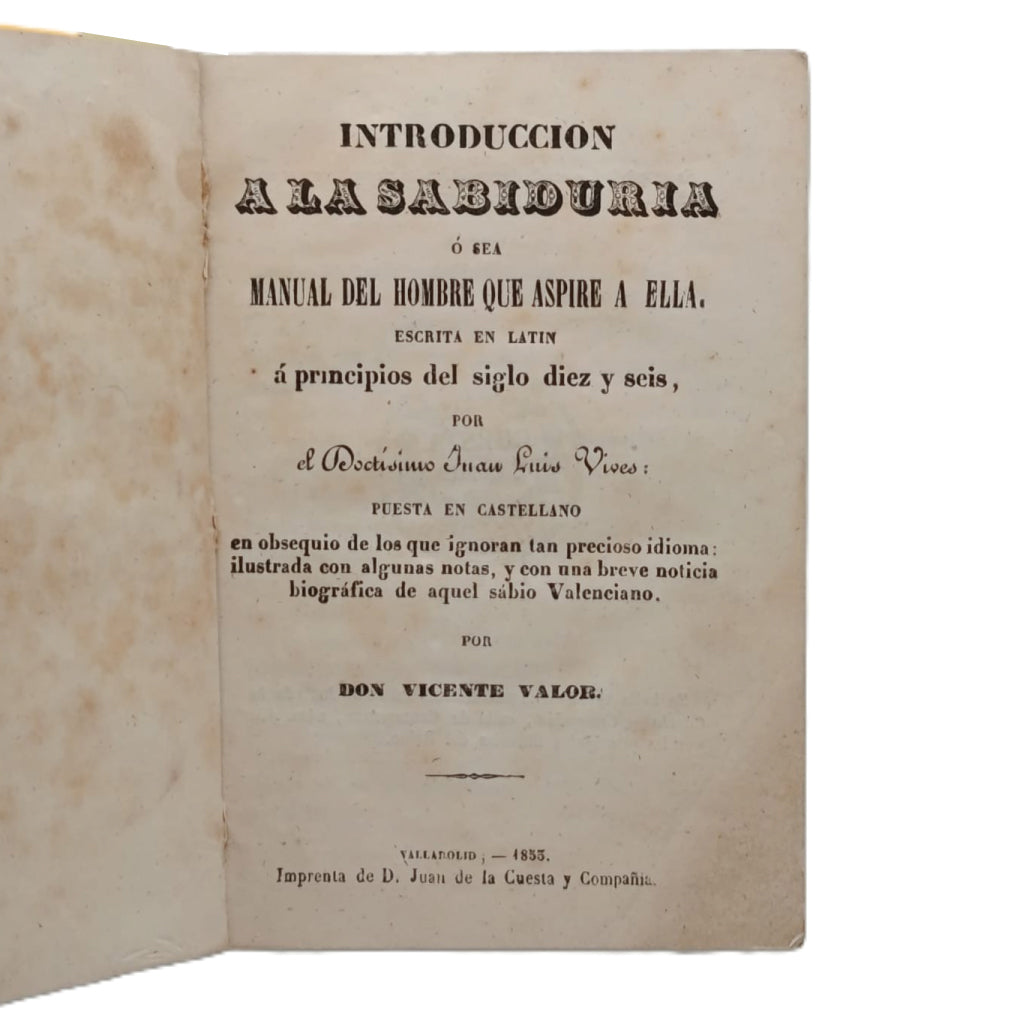 INTRODUCCION
A LA SABIDURIA
Ó SEA
MANUAL DEL HOMBRE QUE ASPIRE A ELLA.
ESCRITA EN LATIN
á principios del siglo diez y seis,
POR
el Doctísimo Juan Luis Vives:
PUESTA EN CASTELLANO
en obsequio de los que ignoran tan precioso idioma:
ilustrada con algunas notas, y con una breve noticia
biográfica de aquel sábio Valenciano.
POR
DON VICENTE VALOR.
VALLADOLID; — 1853.
Imprenta de D. Juan de la Cuesta y Compañia.